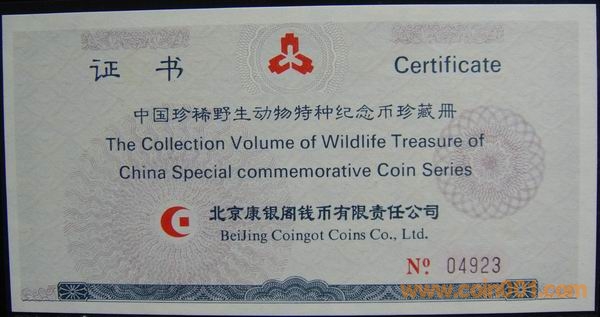 证书 Certificate
中国珍稀野生动物特种纪念币珍藏册
The Collection Volume of Wildlife Treasure of
China Special commemorative Coin Series
北京康银阁钱币有限责任公司
BeiJing Coingot Coins Co., Ltd.
Nº 04923